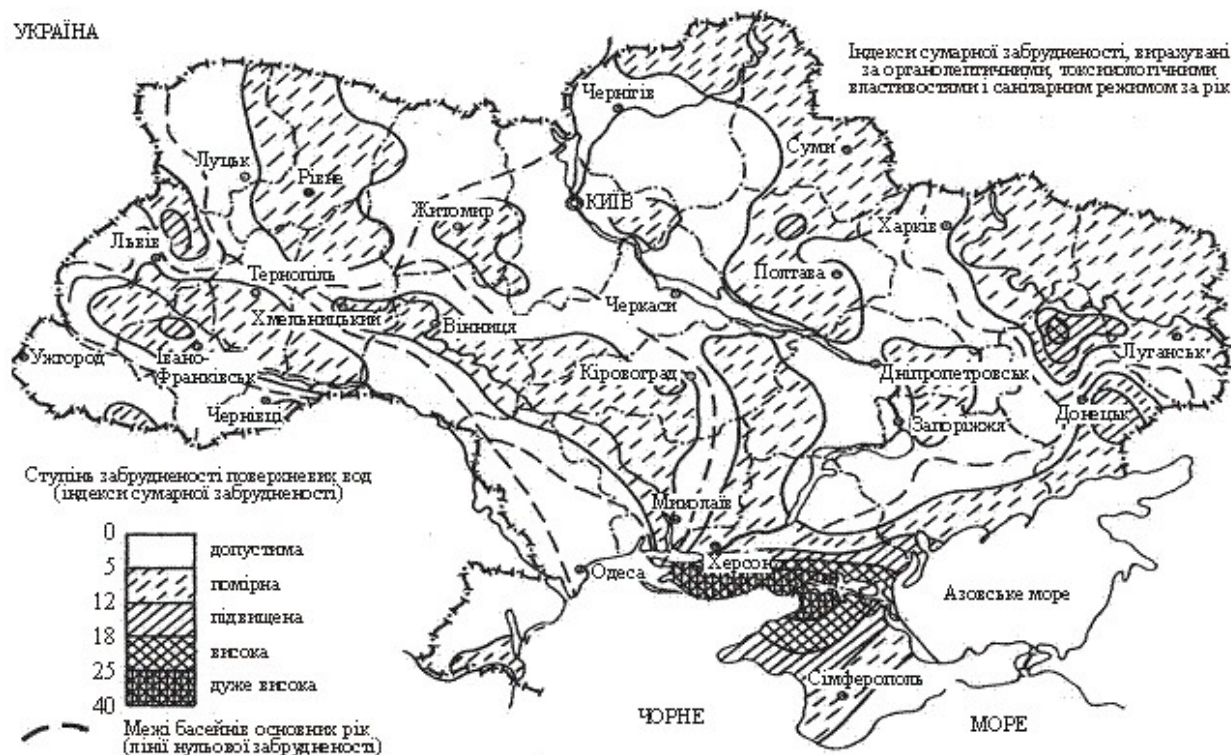 УКРАЇНА
Індекси сумарної забрудненості, вирахувані
за органолептичними, токсикологічними
властивостями і санітарним режимом за рік
Чернігів
Суми
Луцьк
Рівне
КИЇВ
Житомир
Харків
Львів
Тернопіль
Полтава
Хмельницький
Черкаси
Вінниця
Ужгород
Івано-
Франківськ
Луганськ
Кіровоград
Дніпропетровськ
Чернівці
Донецьк
Запоріжжя
Ступінь забрудненості поверхневих вод
(індекси сумарної забрудненості)
Миколаїв
Херсон
Одеса
Азовське море
0
допустима
5
помірна
12
підвищена
18
висока
25
дуже висока
40
Сімферополь
ЧОРНЕ МОРЕ
Межі басейнів основних рік
(лінії нульової забрудненості)